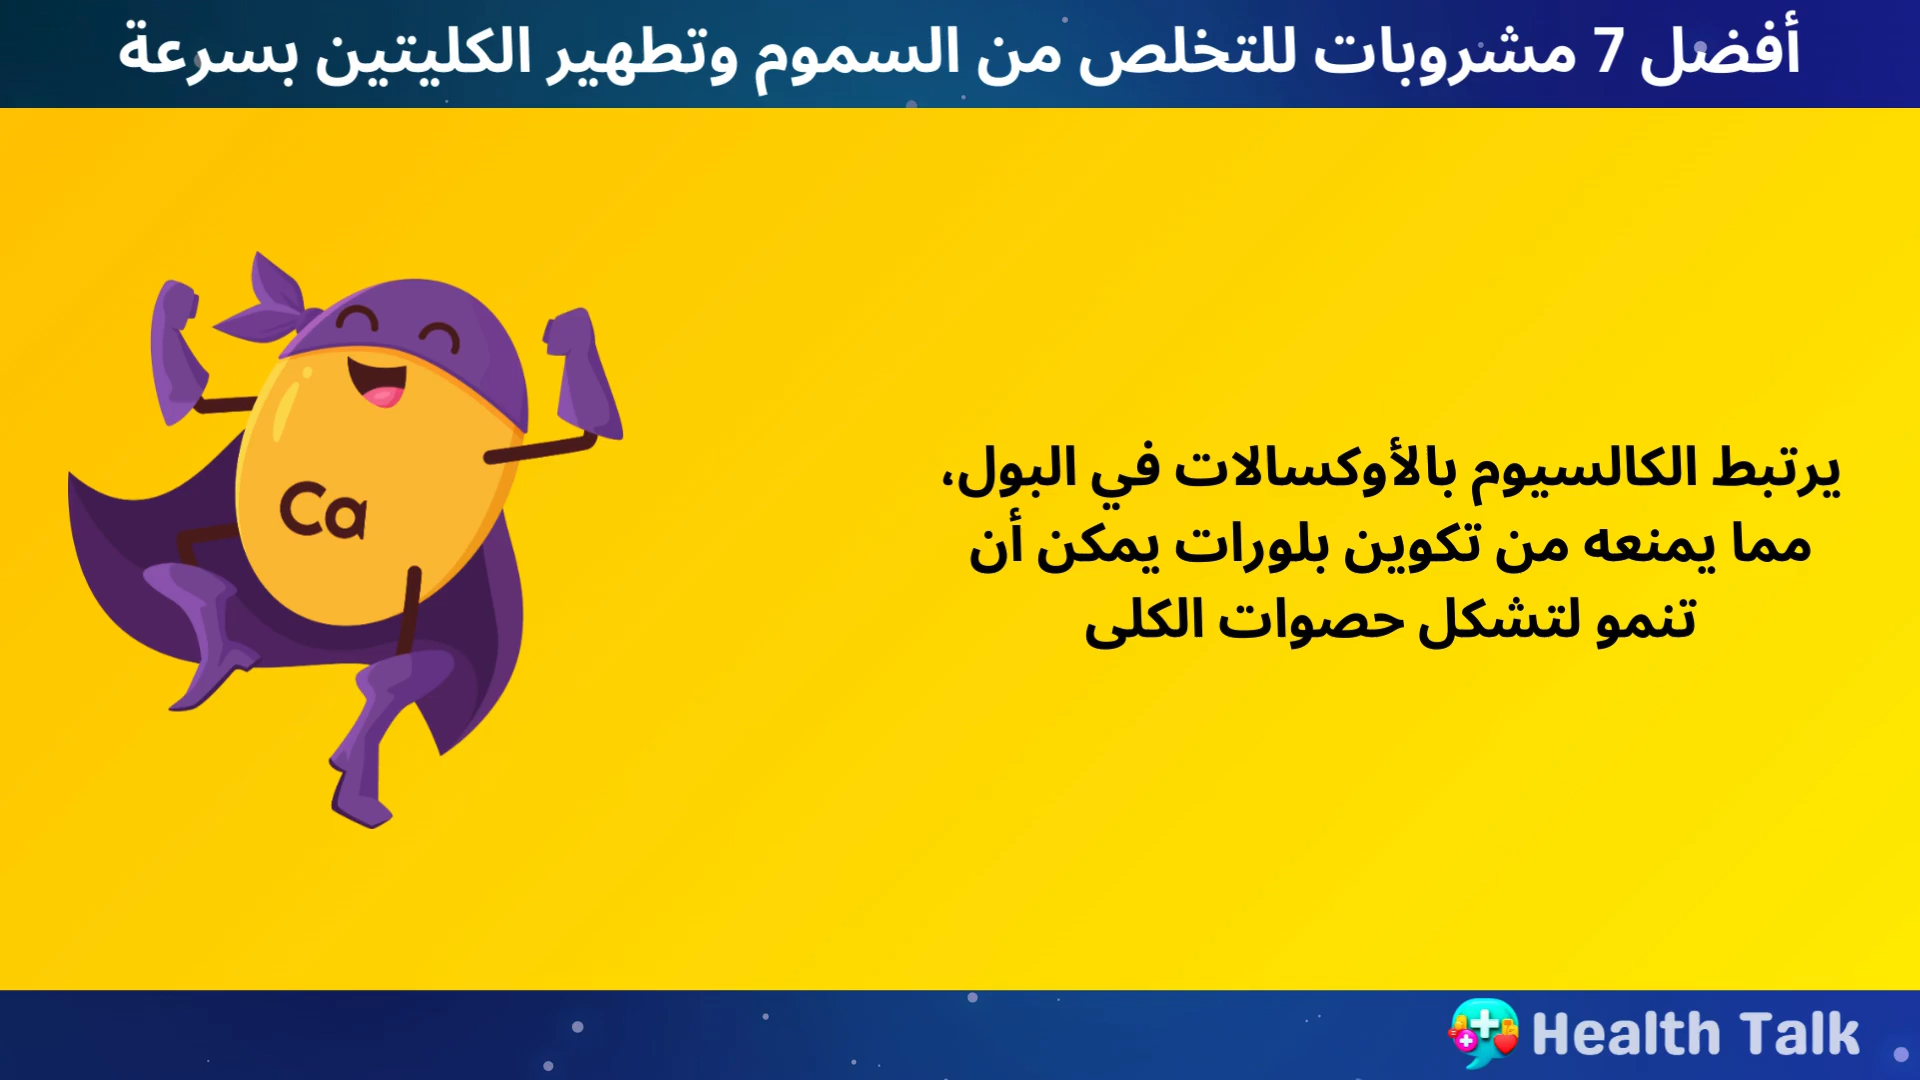 أفضل 7 مشروبات للتخلص من السموم وتطهير الكليتين بسرعة
Ca
يرتبط الكالسيوم بالأوكسالات في البول،
مما يمنعه من تكوين بلورات يمكن أن
تنمو لتشكل حصوات الكلى
Health Talk